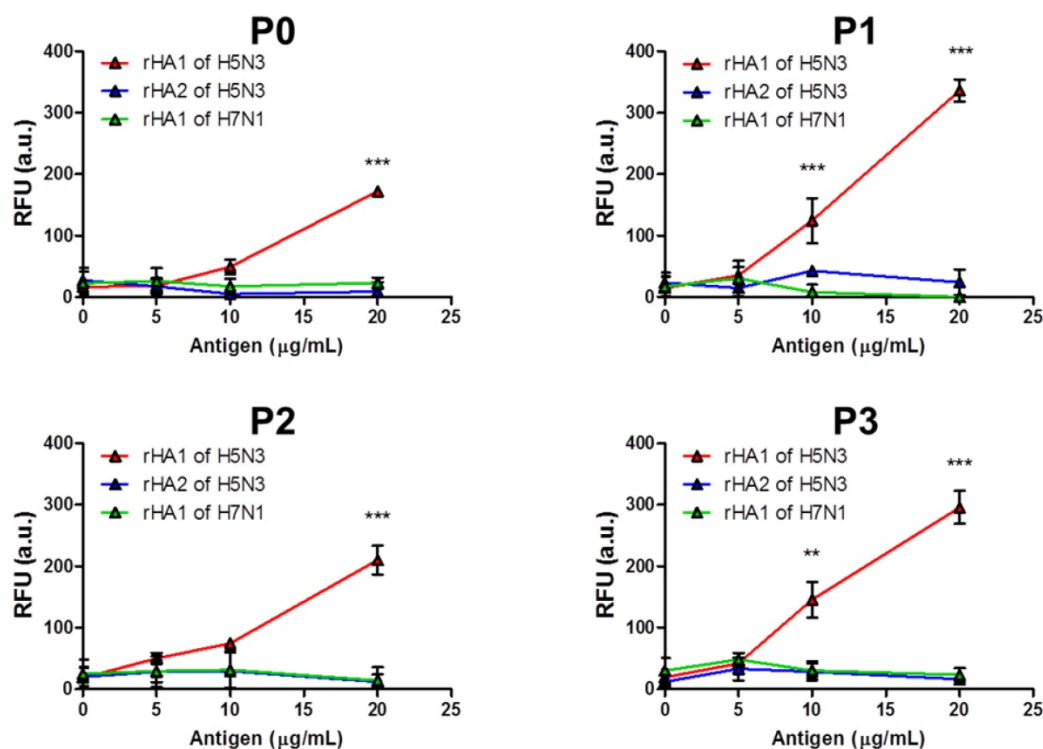 P0
400
300
200
100
0
RFU (a.u.)
rHA1 of H5N3
rHA2 of H5N3
rHA1 of H7N1
***
0 5 10 15 20 25
Antigen (μg/mL)
P1
400
300
200
100
0
RFU (a.u.)
rHA1 of H5N3
rHA2 of H5N3
rHA1 of H7N1
***
***
0 5 10 15 20 25
Antigen (μg/mL)
P2
400
300
200
100
0
RFU (a.u.)
rHA1 of H5N3
rHA2 of H5N3
rHA1 of H7N1
***
0 5 10 15 20 25
Antigen (μg/mL)
P3
400
300
200
100
0
RFU (a.u.)
rHA1 of H5N3
rHA2 of H5N3
rHA1 of H7N1
***
**
0 5 10 15 20 25
Antigen (μg/mL)